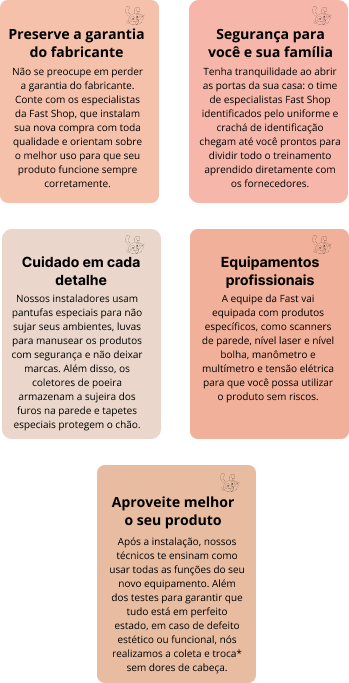 Preserve a garantia
do fabricante
Não se preocupe em perder
a garantia do fabricante.
Conte com os especialistas
da Fast Shop, que instalam
sua nova compra com toda
qualidade e orientam sobre
o melhor uso para que seu
produto funcione sempre
corretamente.
Segurança para
você e sua família
Tenha tranquilidade ao abrir
as portas da sua casa: o time
de especialistas Fast Shop
identificados pelo uniforme e
crachá de identificação
chegam até você prontos para
dividir todo o treinamento
aprendido diretamente com
os fornecedores.
Cuidado em cada
detalhe
Nossos instaladores usam
pantufas especiais para não
sujar seus ambientes, luvas
para manusear os produtos
com segurança e não deixar
marcas. Além disso, os
coletores de poeira
armazenam a sujeira dos
furos na parede e tapetes
especiais protegem o chão.
Equipamentos
profissionais
A equipe da Fast vai
equipada com produtos
específicos, como scanners
de parede, nível laser e nível
bolha, manômetro e
multímetro e tensão elétrica
para que você possa utilizar
o produto sem riscos.
Aproveite melhor
o seu produto
Após a instalação, nossos
técnicos te ensinam como
usar todas as funções do seu
novo equipamento. Além
dos testes para garantir que
tudo está em perfeito
estado, em caso de defeito
estético ou funcional, nós
realizamos a coleta e troca*
sem dores de cabeça.